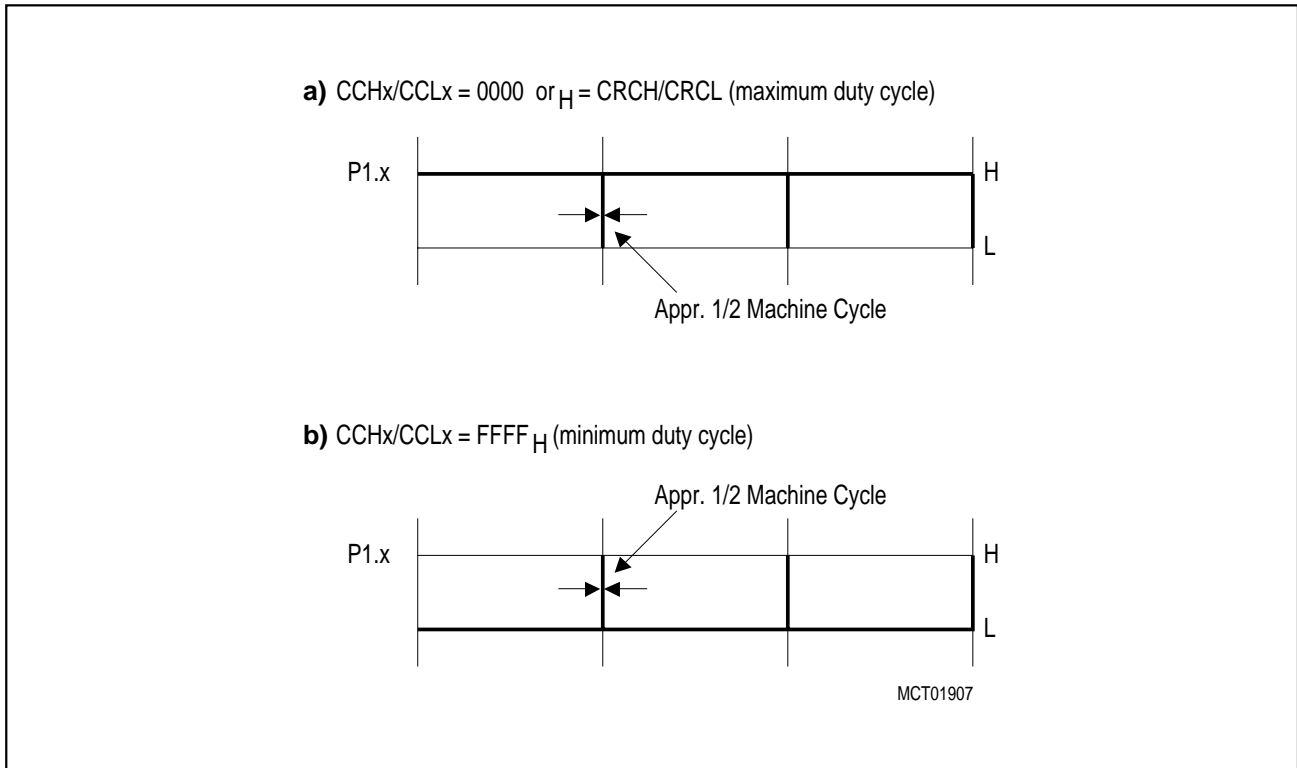 a) CCHx/CCLx = 0000 or H = CRCH/CRCL (maximum duty cycle)
P1.x
H
L
Appr. 1/2 Machine Cycle
b) CCHx/CCLx = FFFF H (minimum duty cycle)
Appr. 1/2 Machine Cycle
P1.x
H
L
MCT01907